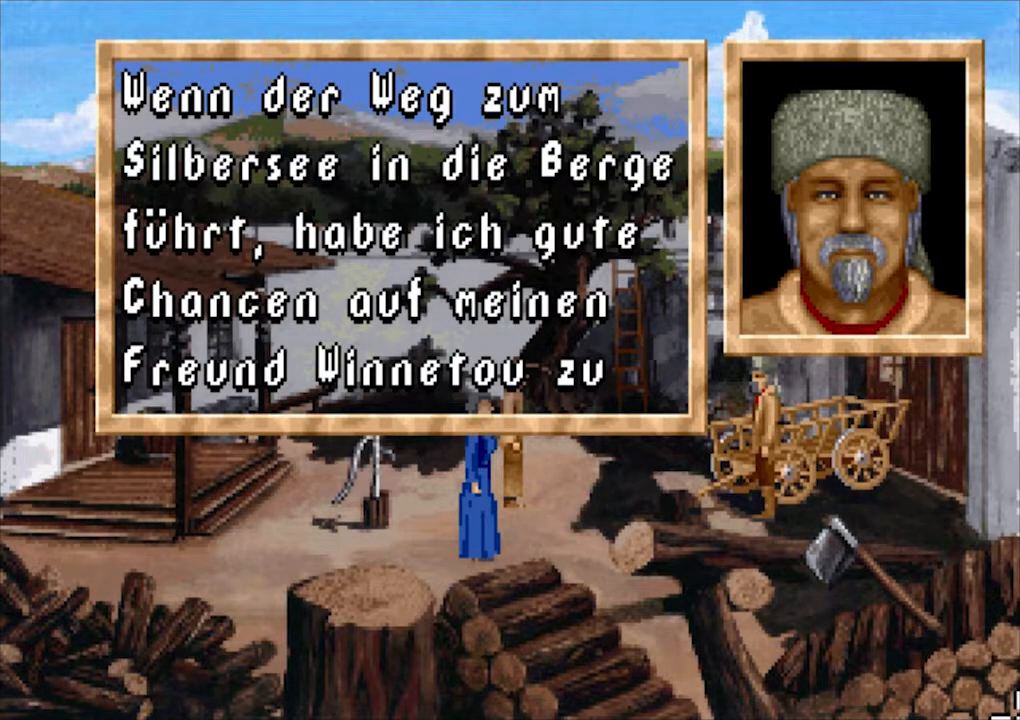 Wenn der Weg zum
Silbersee in die Berge
führt, habe ich gute
Chancen auf meinen
Freund Winnetou zu